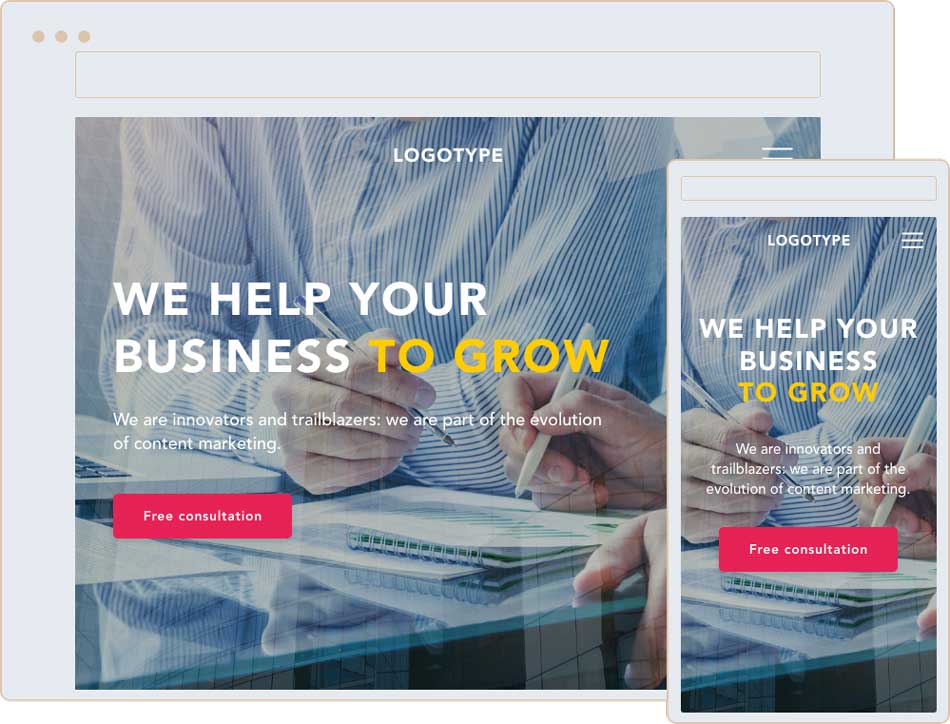 LOGOTYPE
WE HELP YOUR
BUSINESS TO GROW
We are innovators and trailblazers: we are part of the evolution
of content marketing.
Free consultation
LOGOTYPE
WE HELP YOUR
BUSINESS
TO GROW
We are innovators and
trailblazers: we are part of the
evolution of content marketing.
Free consultation